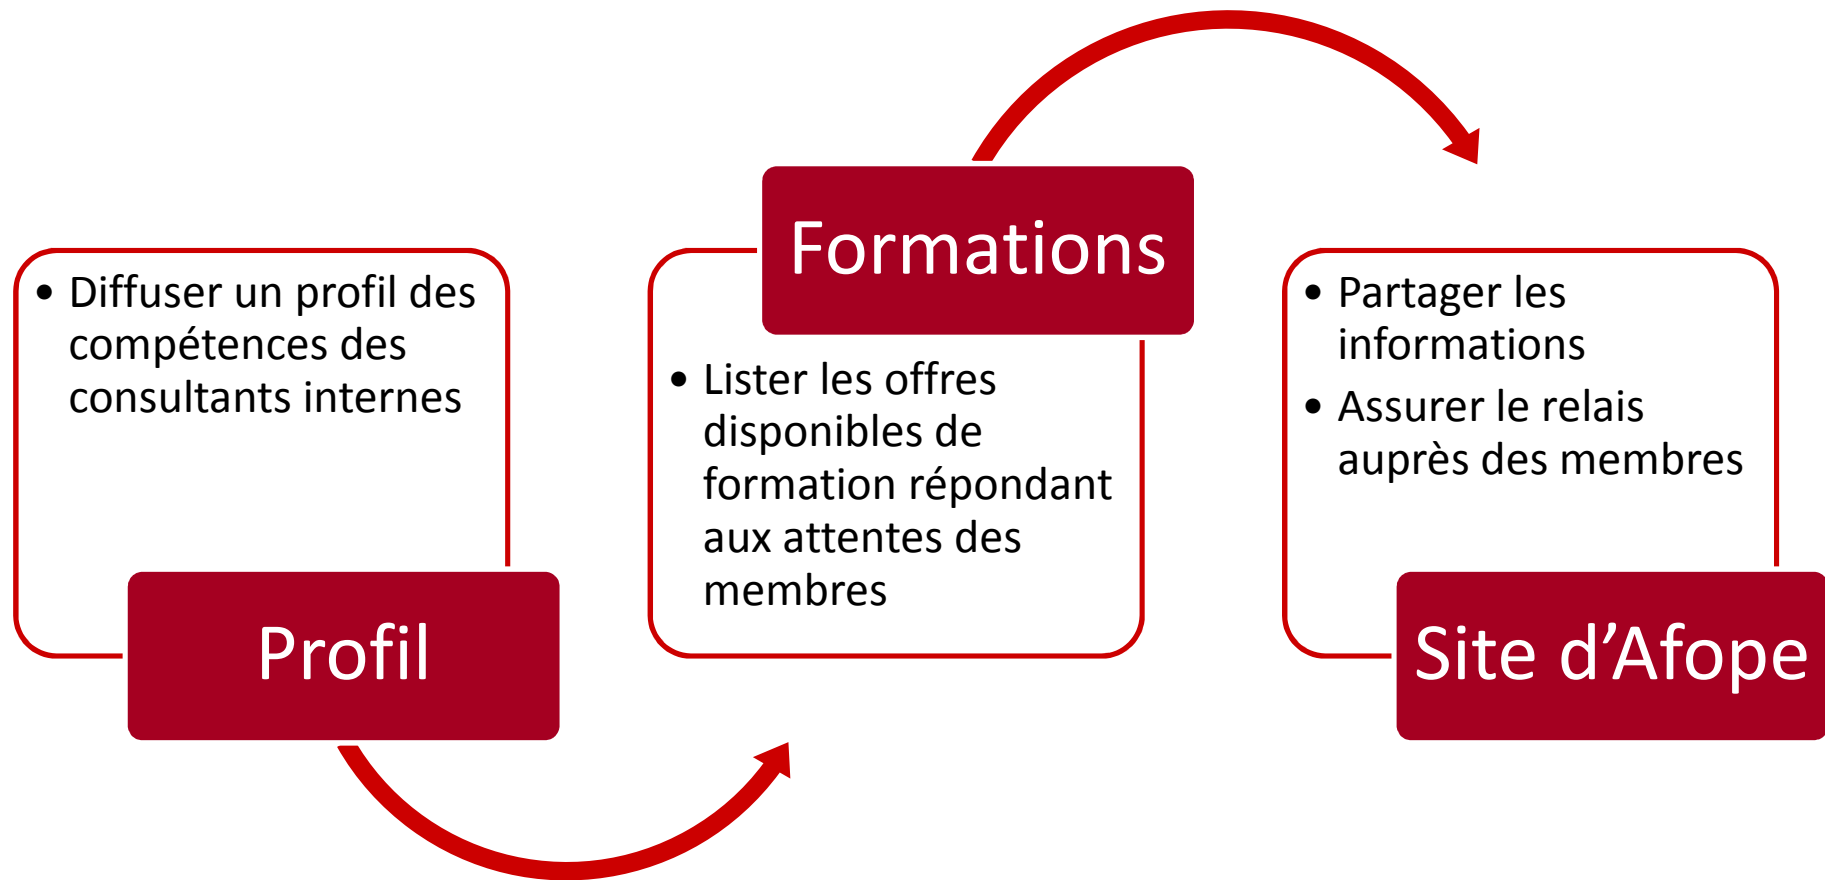 • Diffuser un profil des
compétences des
consultants internes
Profil
Formations
• Lister les offres
disponibles de
formation répondant
aux attentes des
membres
• Partager les
informations
• Assurer le relais
auprès des membres
Site d’Afope